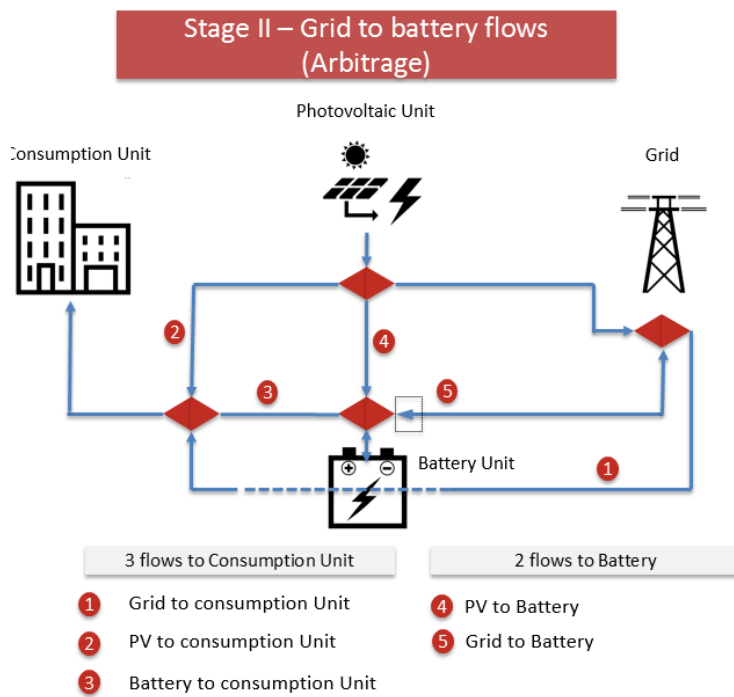 Stage II – Grid to battery flows
(Arbitrage)
Photovoltaic Unit
Consumption Unit
Grid
2
4
3
5
Battery Unit
1
3 flows to Consumption Unit
2 flows to Battery
1 Grid to consumption Unit
4 PV to Battery
2 PV to consumption Unit
5 Grid to Battery
3 Battery to consumption Unit